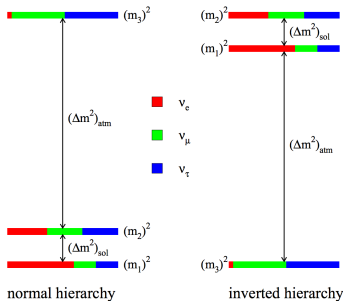 (m₃)²
(Δm²)atm
(m₂)²
(Δm²)sol
(m₁)²
normal hierarchy
νe
νμ
ντ
(m₂)²
(Δm²)sol
(m₁)²
(Δm²)atm
(m₃)²
inverted hierarchy